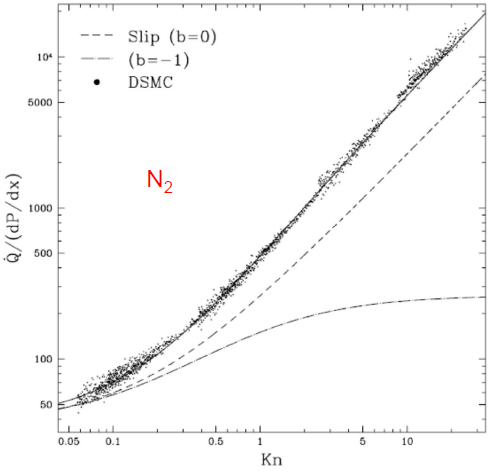 Slip (b=0)
(b=-1)
DSMC
N₂
Q̇/(dP/dx)
10⁴
5000
1000
500
100
50
0.05 0.1 0.5 1 5 10
Kn